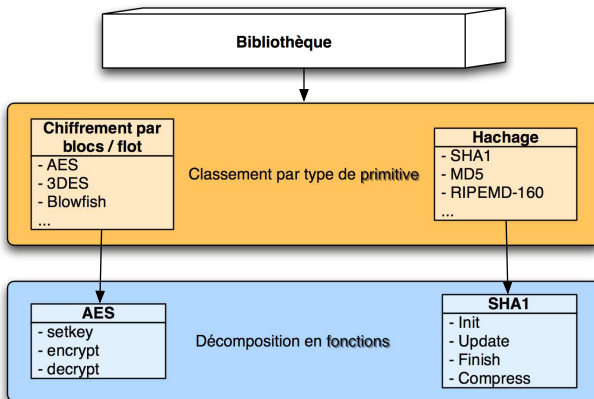 Bibliothèque
Chiffrement par
blocs / flot
- AES
- 3DES
- Blowfish
...
Classement par type de primitive
Hachage
- SHA1
- MD5
- RIPEMD-160
...
AES
- setkey
- encrypt
- decrypt
Décomposition en fonctions
SHA1
- Init
- Update
- Finish
- Compress